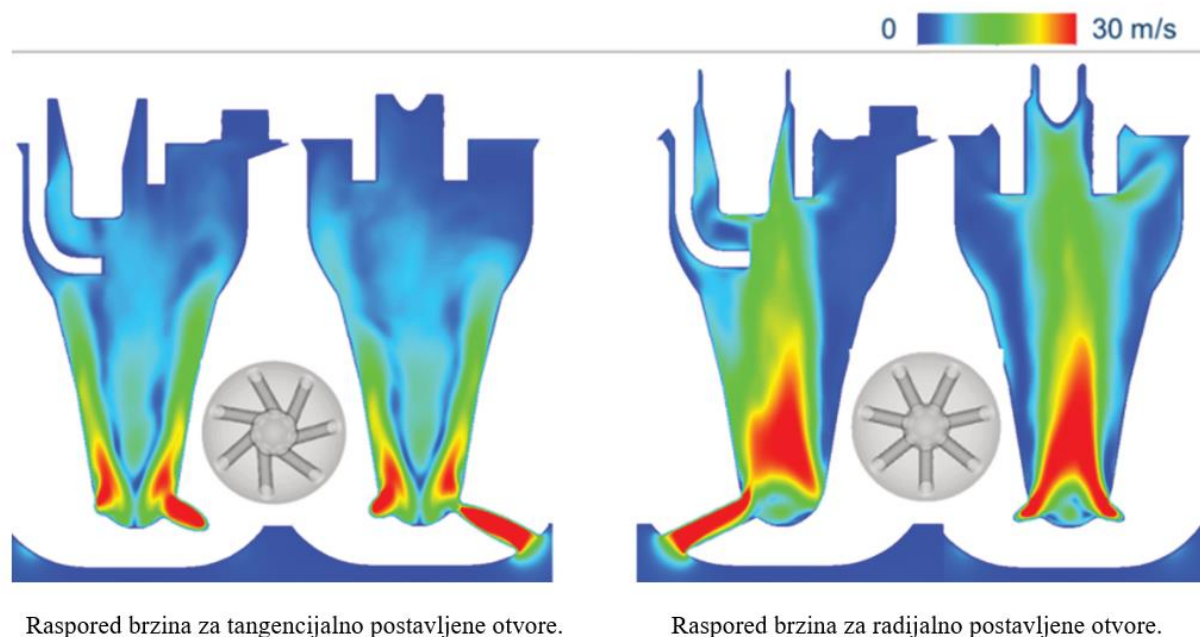 0 30 m/s
Raspored brzina za tangencijalno postavljene otvore.
Raspored brzina za radijalno postavljene otvore.